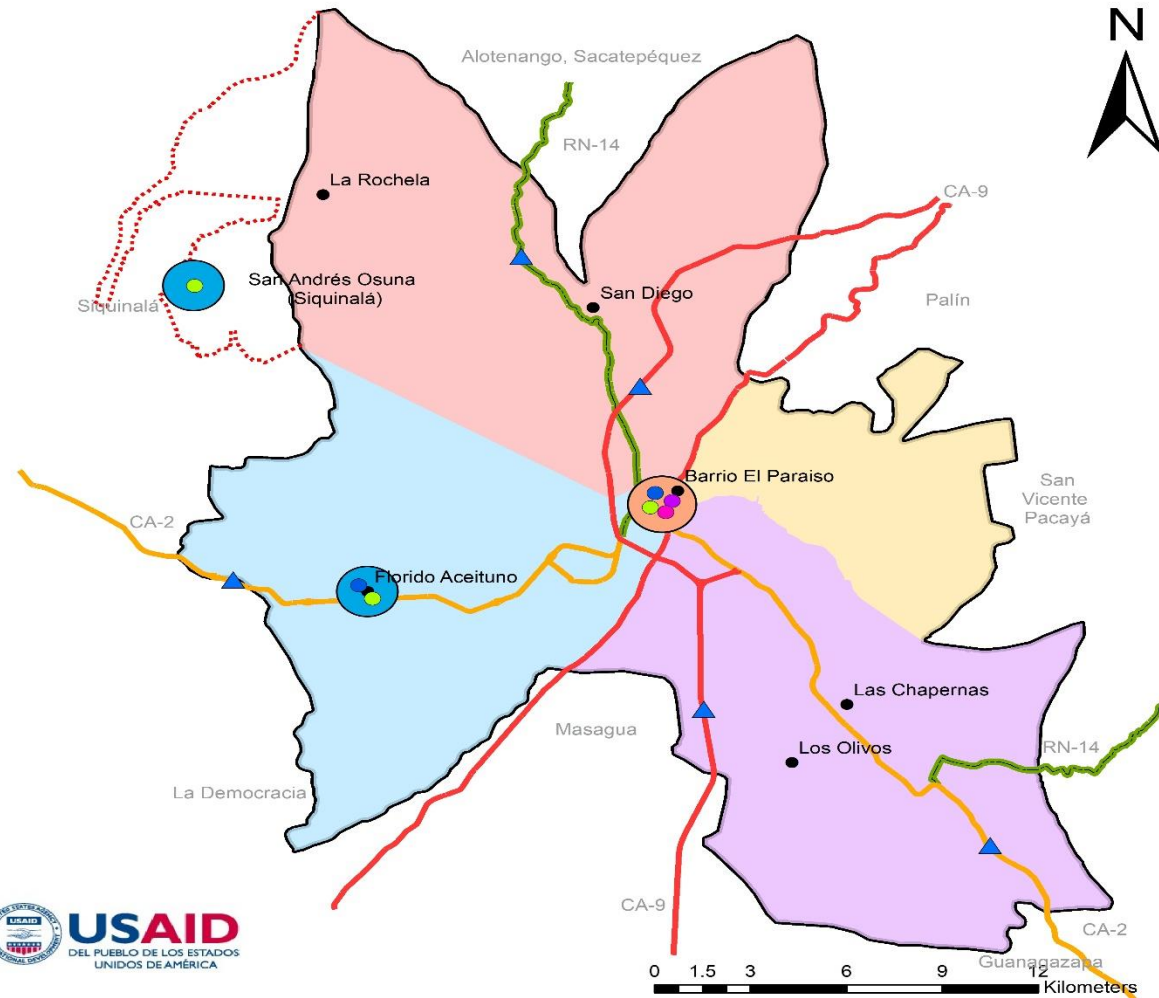 N
Alotenango, Sacatepéquez
RN-14
CA-9
La Rochela
San Andrés Osuna
(Siquinalá)
Siquinalá
San Diego
Palín
Barrio El Paraiso
San
Vicente
Pacayá
CA-2
Florido Aceituno
Las Chapernas
Masagua
Los Olivos
RN-14
La Democracia
CA-9
CA-2
Guanagazapa
USAID
USAID
DEL PUEBLO DE LOS ESTADOS
UNIDOS DE AMÉRICA
0 1.5 3 6 9 12
Kilometers